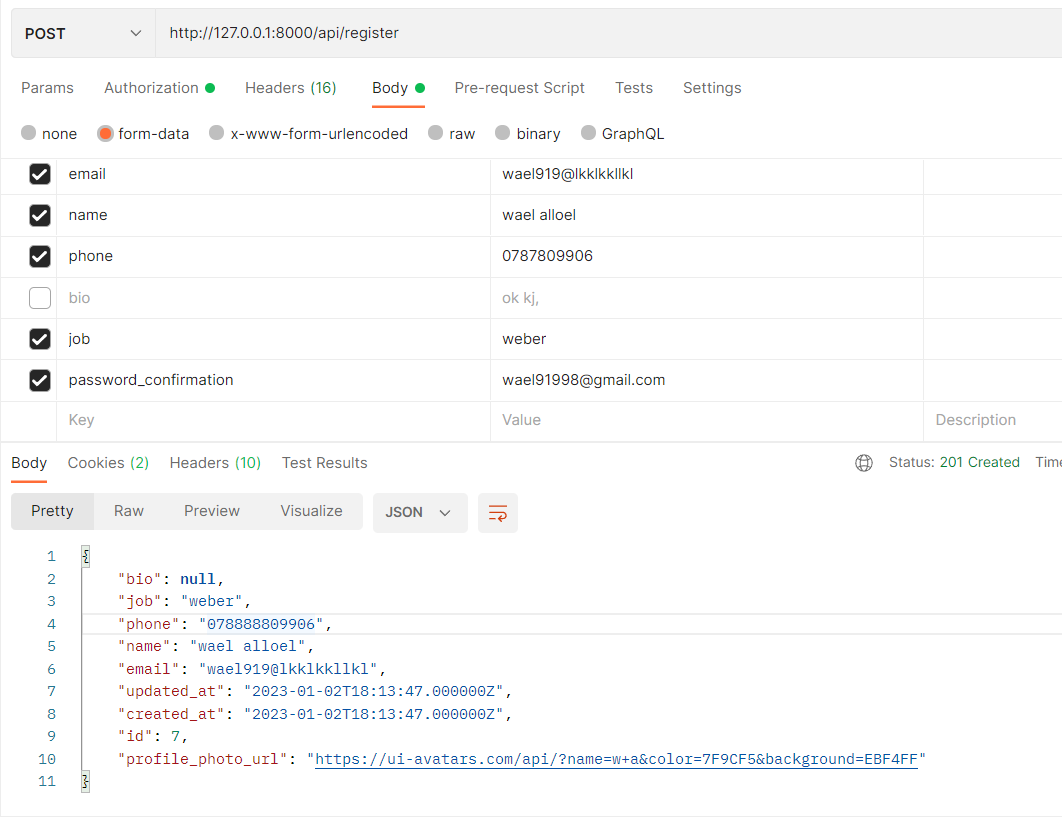 POST http://127.0.0.1:8000/api/register
Params Authorization Headers (16) Body Pre-request Script Tests Settings
none form-data x-www-form-urlencoded raw binary GraphQL
email wael919@lkklkkllkl
name wael alloel
phone 0787809906
bio ok kj,
job weber
password_confirmation wael91998@gmail.com
Key Value Description
Body Cookies (2) Headers (10) Test Results Status: 201 Created Time
Pretty Raw Preview Visualize JSON
1 {
2 "bio": null,
3 "job": "weber",
4 "phone": "078888809906",
5 "name": "wael alloel",
6 "email": "wael919@lkklkkllkl",
7 "updated_at": "2023-01-02T18:13:47.000000Z",
8 "created_at": "2023-01-02T18:13:47.000000Z",
9 "id": 7,
10 "profile_photo_url": "https://ui-avatars.com/api/?name=w+a&color=7F9CF5&background=EBF4FF"
11 }